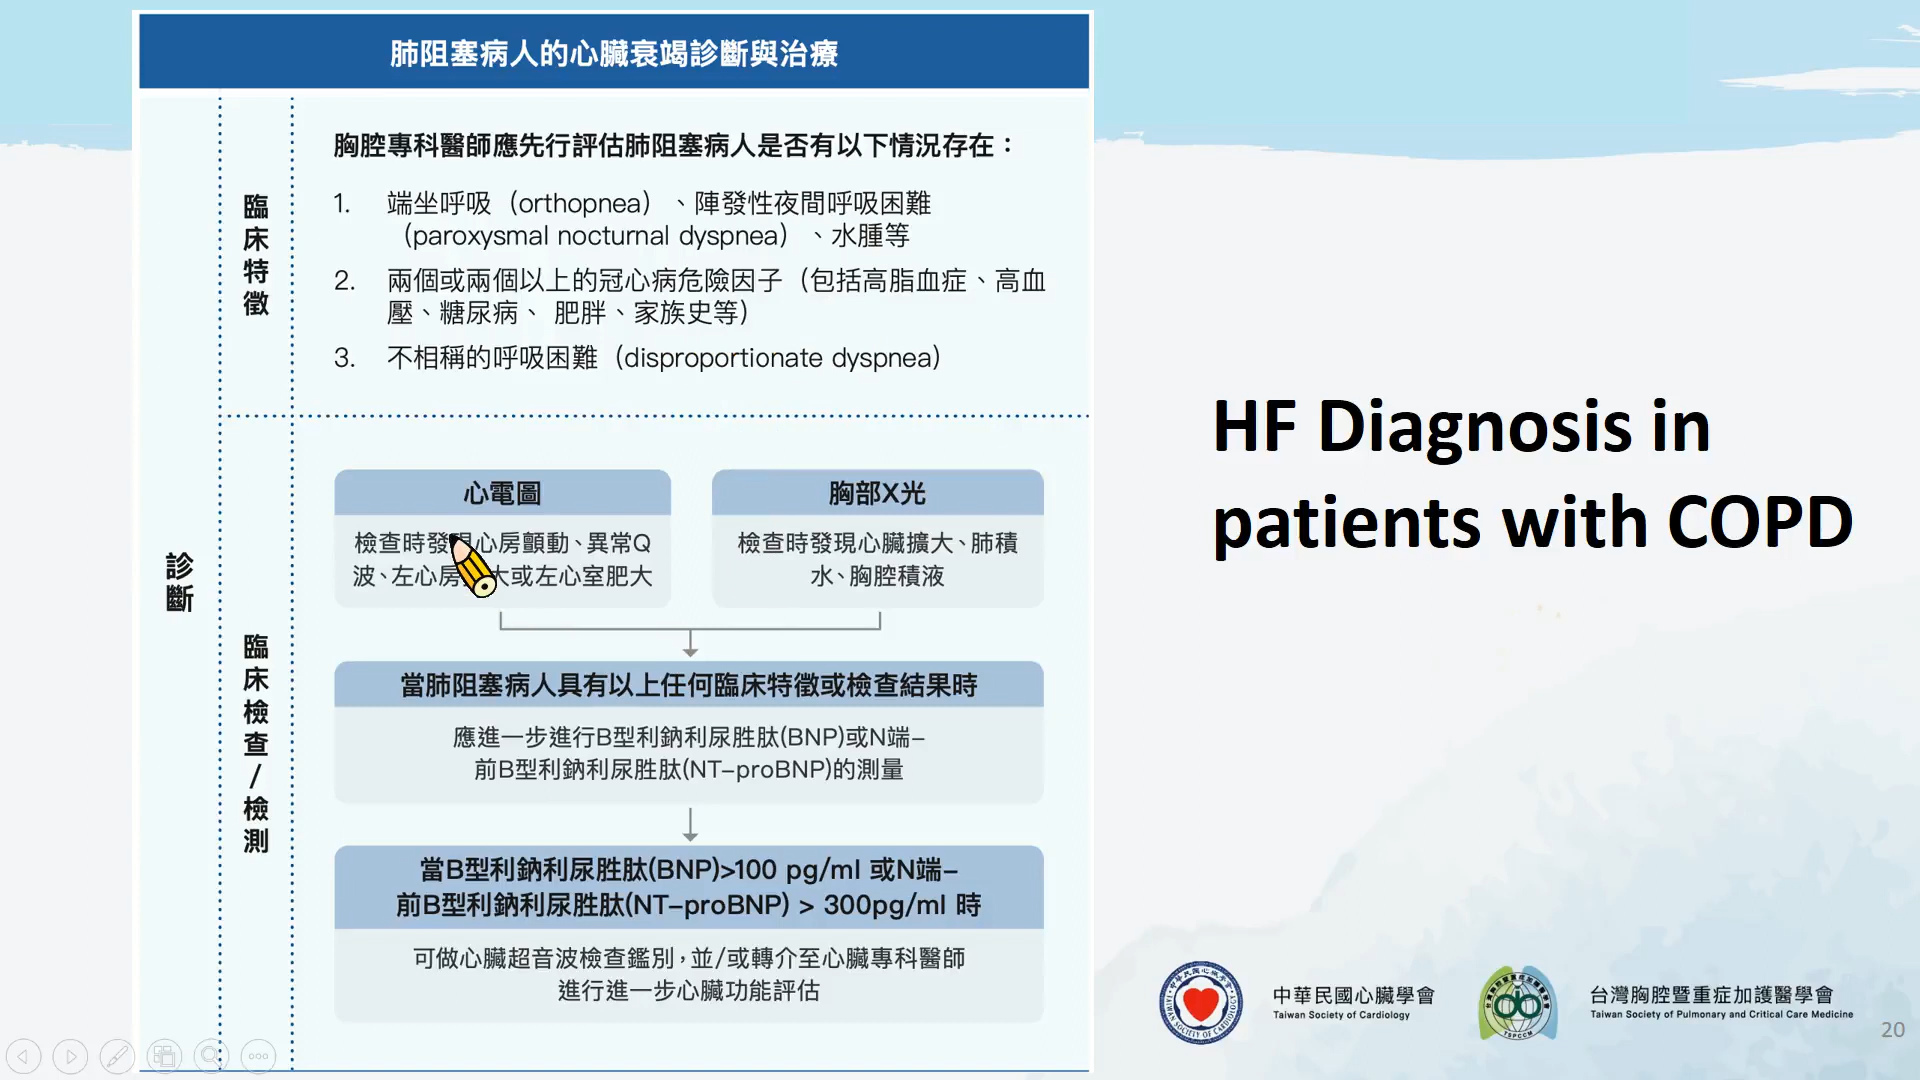 肺阻塞病人的心臟衰竭診斷與治療
診斷
臨床特徵
胸腔專科醫師應先行評估肺阻塞病人是否有以下情況存在：
1. 端坐呼吸（orthopnea）、陣發性夜間呼吸困難
（paroxysmal nocturnal dyspnea）、水腫等
2. 兩個或兩個以上的冠心病危險因子（包括高脂血症、高血
壓、糖尿病、 肥胖、家族史等）
3. 不相稱的呼吸困難（disproportionate dyspnea）
臨床檢查/檢測
心電圖
檢查時發現心房顫動、異常Q
波、左心房大或左心室肥大
胸部X光
檢查時發現心臟擴大、肺積
水、胸腔積液
當肺阻塞病人具有以上任何臨床特徵或檢查結果時
應進一步進行B型利鈉利尿胜肽(BNP)或N端–
前B型利鈉利尿胜肽(NT–proBNP)的測量
當B型利鈉利尿胜肽(BNP)>100 pg/ml 或N端–
前B型利鈉利尿胜肽(NT–proBNP) > 300pg/ml 時
可做心臟超音波檢查鑑別，並/或轉介至心臟專科醫師
進行進一步心臟功能評估
HF Diagnosis in
patients with COPD
中華民國心臟學會
Taiwan Society of Cardiology
台灣胸腔暨重症加護醫學會
Taiwan Society of Pulmonary and Critical Care Medicine
TSPCCM
20